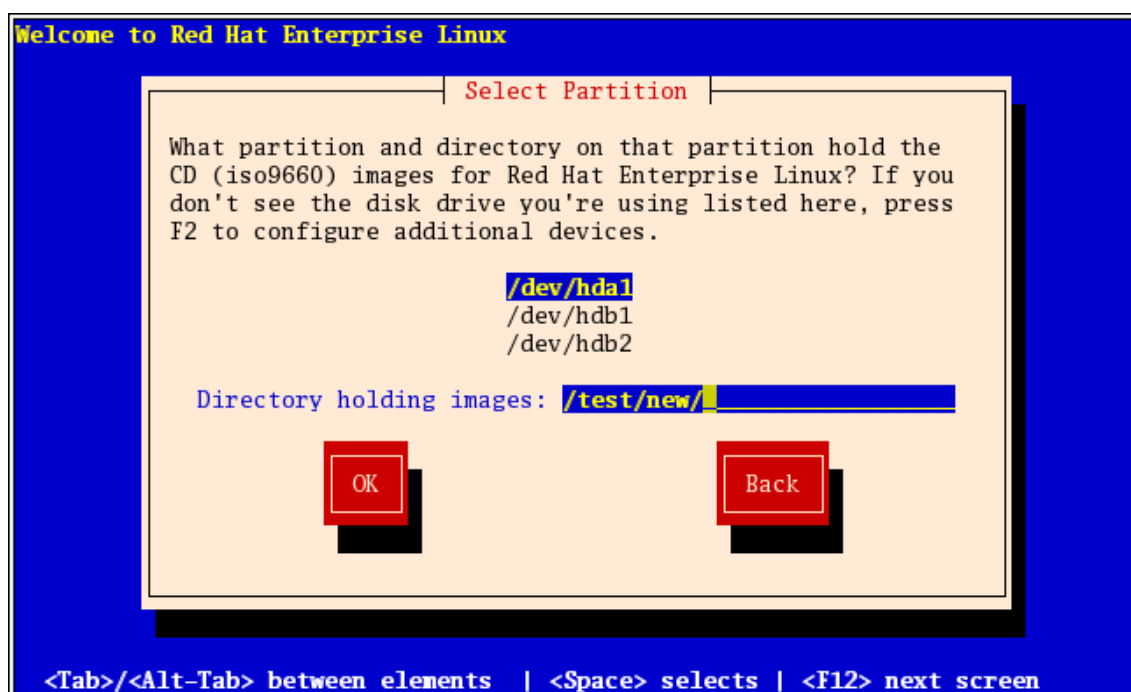 Welcome to Red Hat Enterprise Linux
Select Partition
What partition and directory on that partition hold the
CD (iso9660) images for Red Hat Enterprise Linux? If you
don't see the disk drive you're using listed here, press
F2 to configure additional devices.
/dev/hda1
/dev/hdb1
/dev/hdb2
Directory holding images: /test/new/
OK Back
<Tab>/<Alt-Tab> between elements | <Space> selects | <F12> next screen